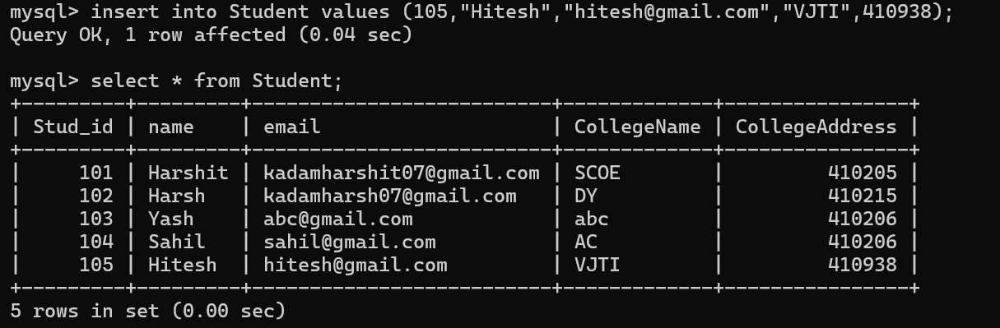 mysql> insert into Student values (105,"Hitesh","hitesh@gmail.com","VJTI",410938);
Query OK, 1 row affected (0.04 sec)
mysql> select * from Student;
+---------+---------+--------------------------+-------------+----------------+
| Stud_id | name    | email                    | CollegeName | CollegeAddress |
+---------+---------+--------------------------+-------------+----------------+
|     101 | Harshit | kadamharshit07@gmail.com | SCOE        |         410205 |
|     102 | Harsh   | kadamharsh07@gmail.com   | DY          |         410215 |
|     103 | Yash    | abc@gmail.com            | abc         |         410206 |
|     104 | Sahil   | sahil@gmail.com          | AC          |         410206 |
|     105 | Hitesh  | hitesh@gmail.com         | VJTI        |         410938 |
+---------+---------+--------------------------+-------------+----------------+
5 rows in set (0.00 sec)